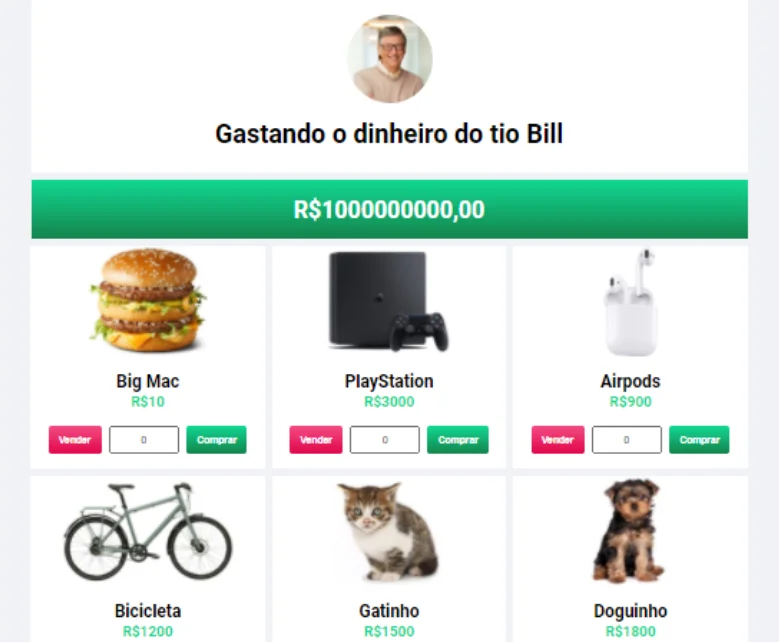 Gastando o dinheiro do tio Bill
R$1000000000,00
Big Mac
R$10
Vender 0 Comprar
PlayStation
R$3000
Vender 0 Comprar
Airpods
R$900
Vender 0 Comprar
Bicicleta
R$1200
Gatinho
R$1500
Doguinho
R$1800